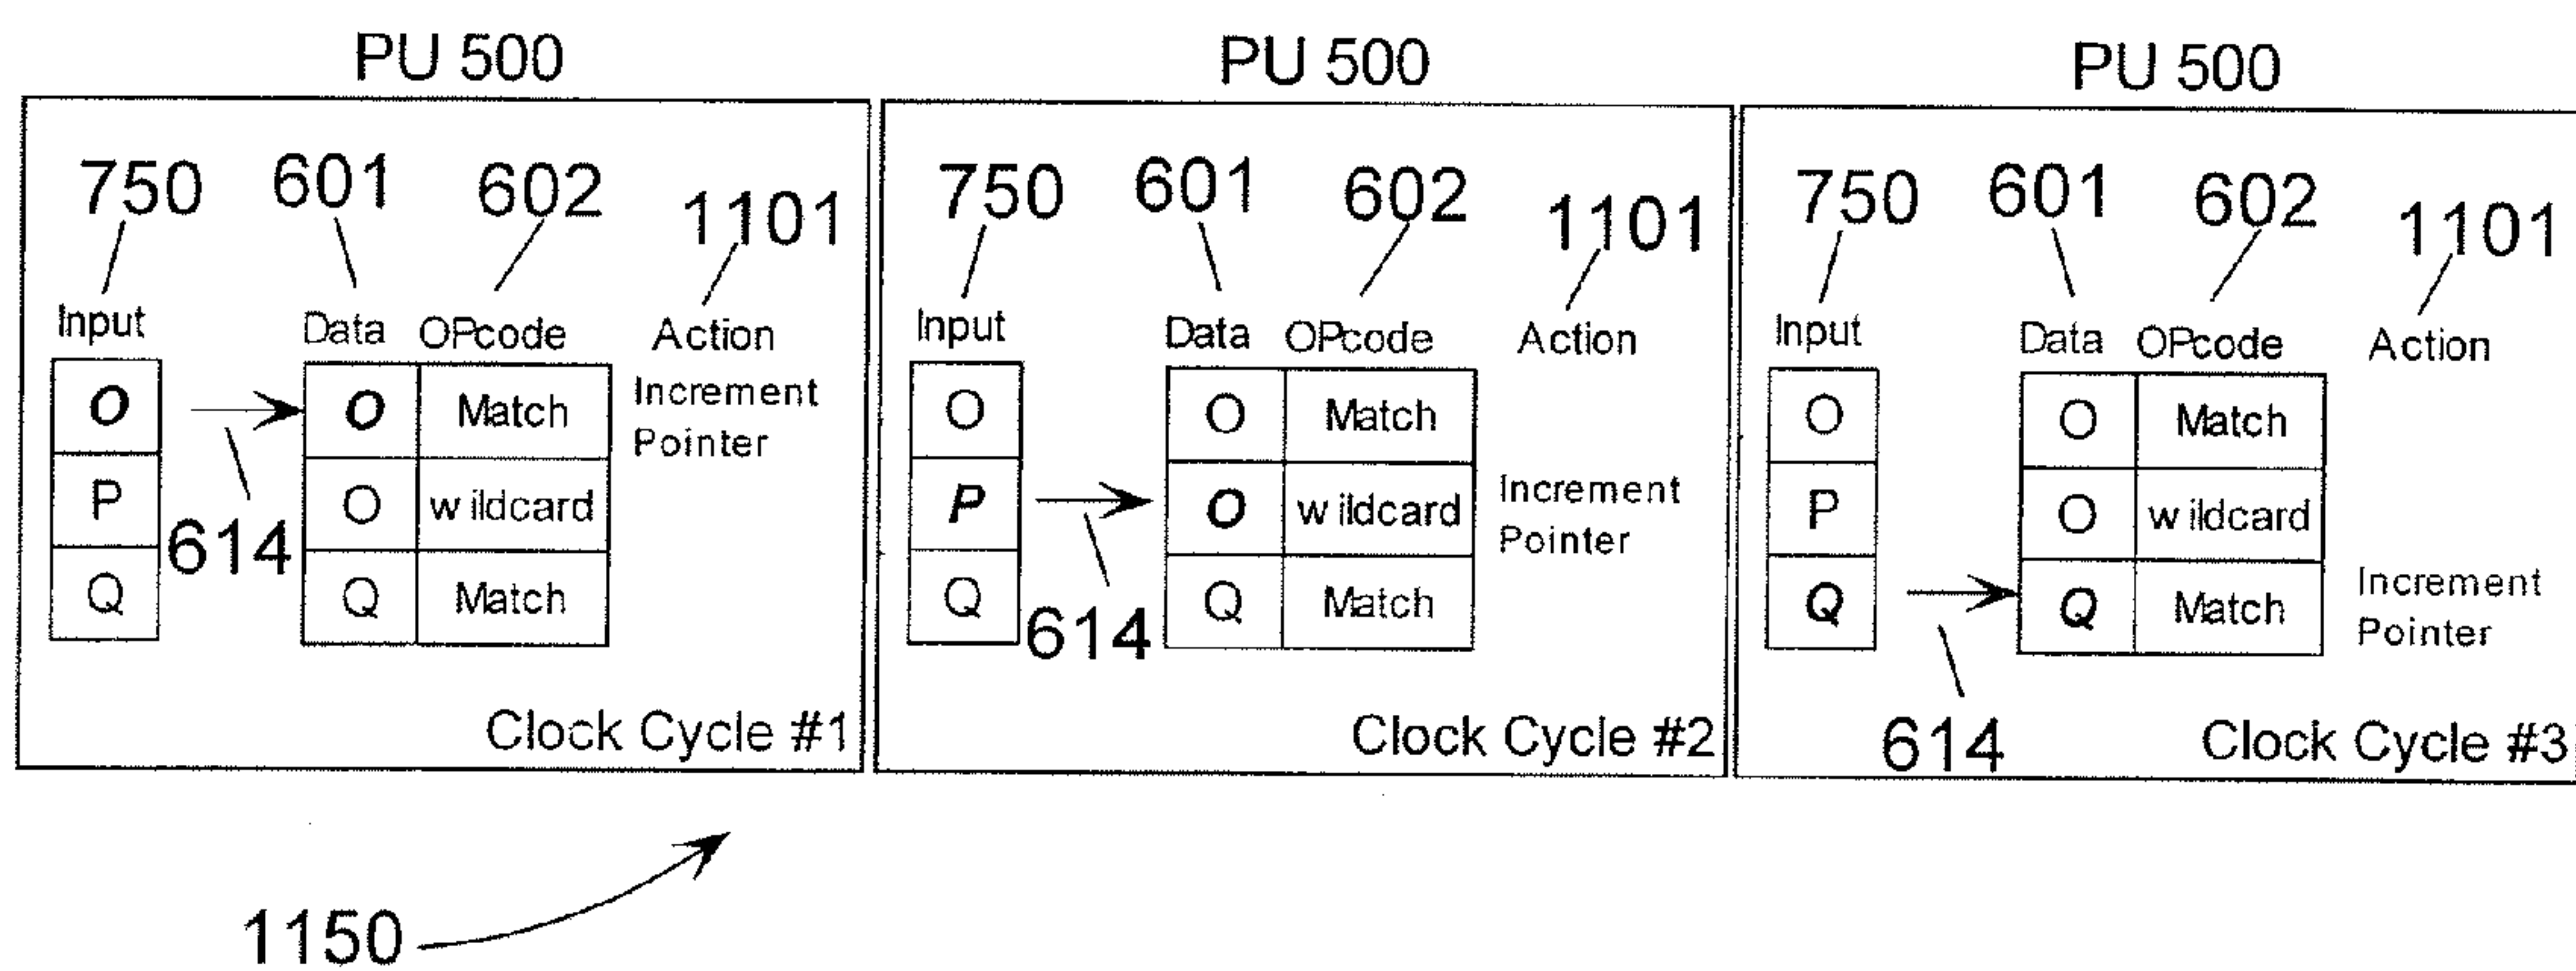 PU 500 PU 500 PU 500
750 601 602 1101 750 601 602 1101 750 601 602 1101
Input Data OPcode Action Input Data OPcode Action Input Data OPcode Action
O O Match Increment Pointer O O Match O O Match
P O wildcard P O wildcard Increment Pointer P O wildcard
614 614
Q Q Match Q Q Match Q Q Match Increment Pointer
614
Clock Cycle #1 Clock Cycle #2 Clock Cycle #3
1150